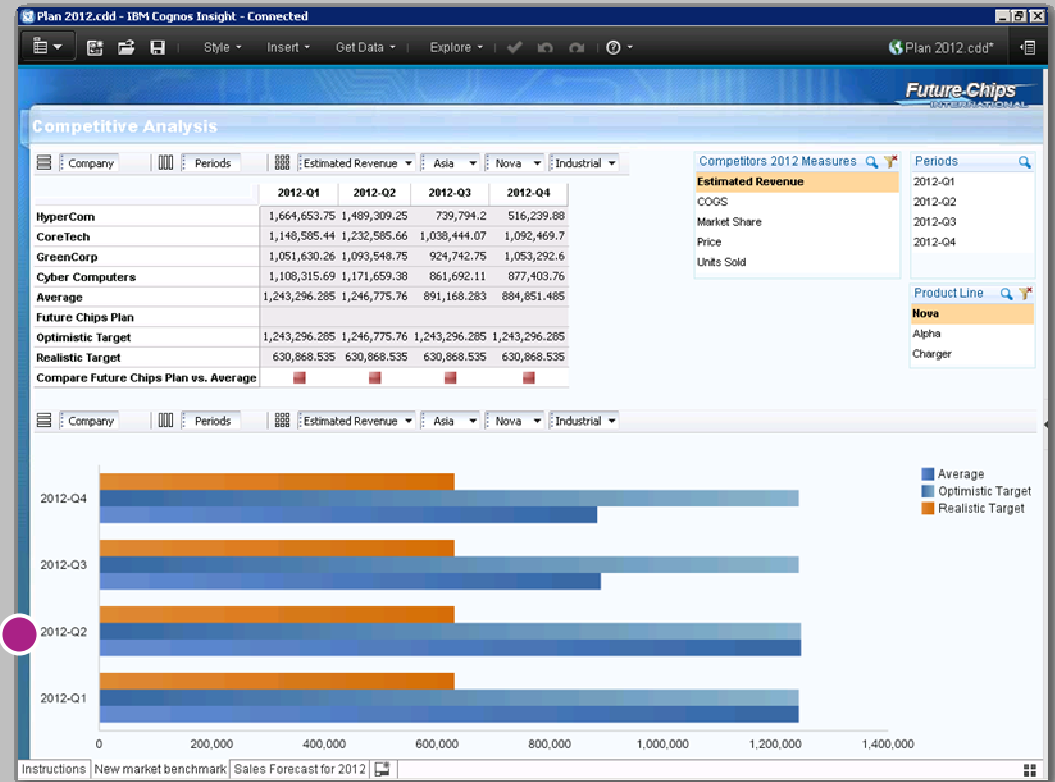 Plan 2012.cdd - IBM Cognos Insight - Connected
Style Insert Get Data Explore Plan 2012.cdd*
Future-Chips
INTERNATIONAL
Competitive Analysis
Company Periods Estimated Revenue Asia Nova Industrial
2012-Q1 2012-Q2 2012-Q3 2012-Q4
HyperCom 1,664,653.75 1,489,309.25 739,794.2 516,239.88
CoreTech 1,148,585.44 1,232,585.66 1,038,444.07 1,092,469.7
GreenCorp 1,051,630.26 1,093,548.75 924,742.75 1,053,292.6
Cyber Computers 1,108,315.69 1,171,659.38 861,692.11 877,403.76
Average 1,243,296.285 1,246,775.76 891,168.283 884,851.485
Future Chips Plan
Optimistic Target 1,243,296.285 1,246,775.76 1,243,296.285 1,243,296.285
Realistic Target 630,868.535 630,868.535 630,868.535 630,868.535
Compare Future Chips Plan vs. Average
Competitors 2012 Measures
Estimated Revenue
COGS
Market Share
Price
Units Sold
Periods
2012-Q1
2012-Q2
2012-Q3
2012-Q4
Product Line
Nova
Alpha
Charger
Company Periods Estimated Revenue Asia Nova Industrial
2012-Q4
2012-Q3
2012-Q2
2012-Q1
0 200,000 400,000 600,000 800,000 1,000,000 1,200,000 1,400,000
Average
Optimistic Target
Realistic Target
Instructions New market benchmark Sales Forecast for 2012